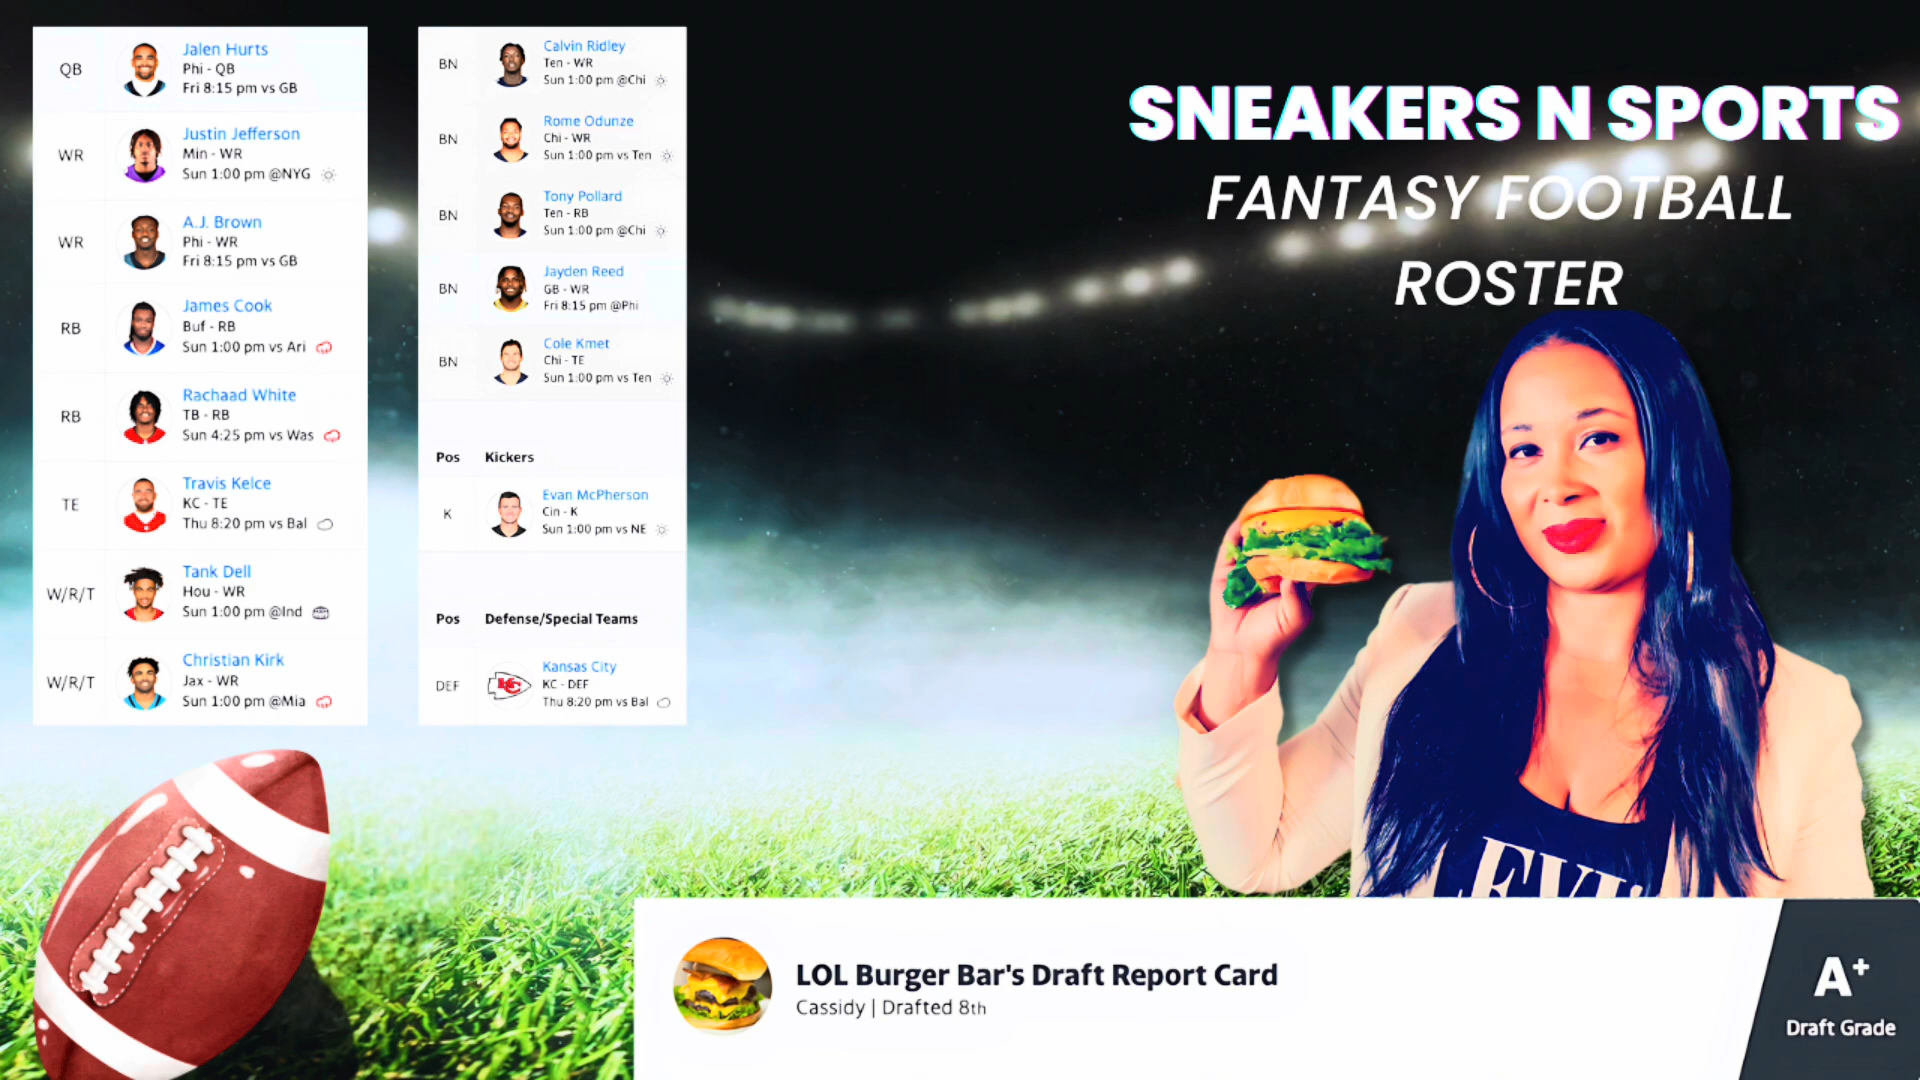 QB
Jalen Hurts
Phi - QB
Fri 8:15 pm vs GB
WR
Justin Jefferson
Min - WR
Sun 1:00 pm @NYG
WR
A.J. Brown
Phi - WR
Fri 8:15 pm vs GB
RB
James Cook
Buf - RB
Sun 1:00 pm vs Ari
RB
Rachaad White
TB - RB
Sun 4:25 pm vs Was
TE
Travis Kelce
KC - TE
Thu 8:20 pm vs Bal
W/R/T
Tank Dell
Hou - WR
Sun 1:00 pm @Ind
W/R/T
Christian Kirk
Jax - WR
Sun 1:00 pm @Mia
BN
Calvin Ridley
Ten - WR
Sun 1:00 pm @Chi
BN
Rome Odunze
Chi - WR
Sun 1:00 pm vs Ten
BN
Tony Pollard
Ten - RB
Sun 1:00 pm @Chi
BN
Jayden Reed
GB - WR
Fri 8:15 pm @Phi
BN
Cole Kmet
Chi - TE
Sun 1:00 pm vs Ten
Pos Kickers
K
Evan McPherson
Cin - K
Sun 1:00 pm vs NE
Pos Defense/Special Teams
DEF
KC
Kansas City
KC - DEF
Thu 8:20 pm vs Bal
SNEAKERS N SPORTS
FANTASY FOOTBALL
ROSTER
LOL Burger Bar's Draft Report Card
Cassidy | Drafted 8th
A+
Draft Grade